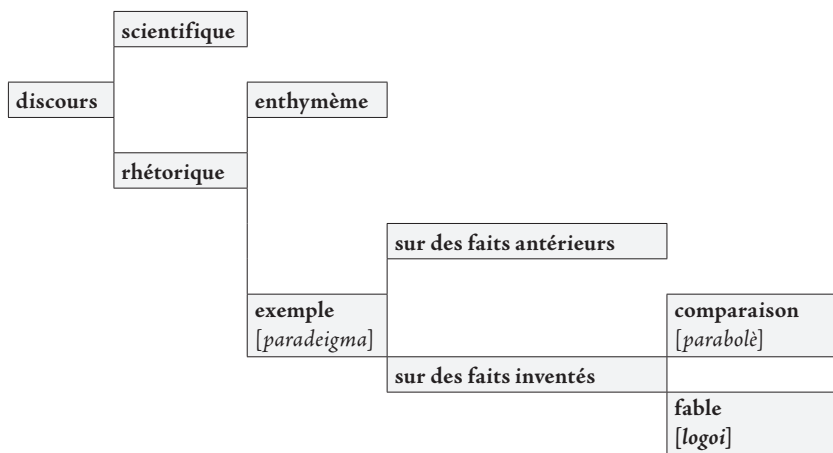 scientifique
discours
enthymème
rhétorique
sur des faits antérieurs
exemple
[paradeigma]
comparaison
[parabolè]
sur des faits inventés
fable
[logoi]